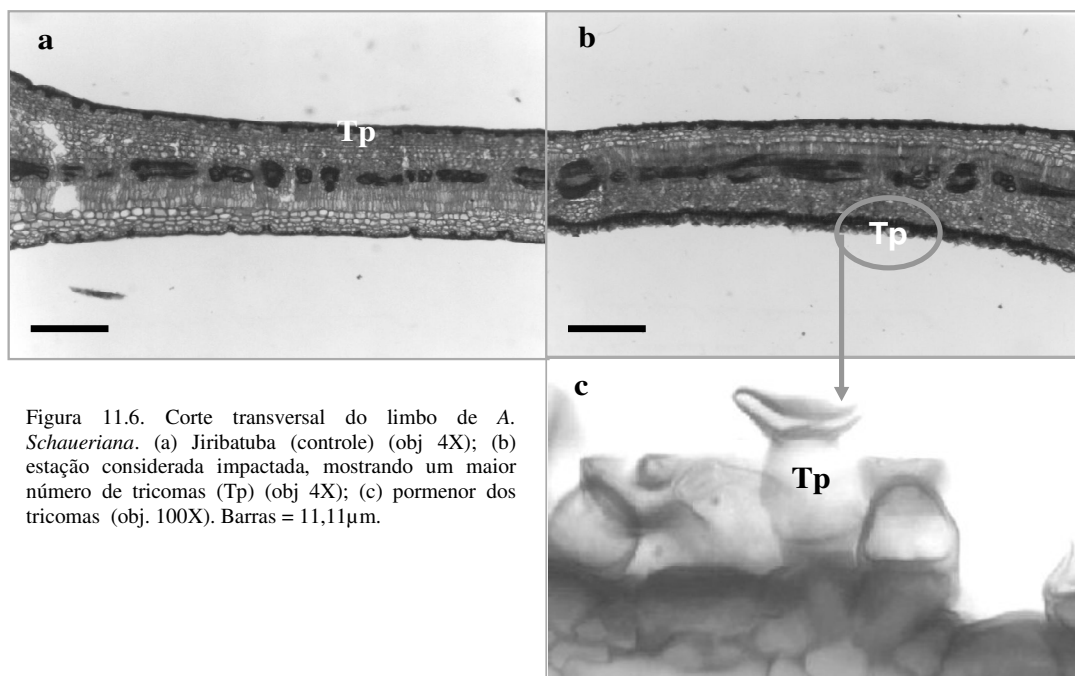 a
Tp
b
Tp
c
Tp
Figura 11.6. Corte transversal do limbo de A.
Schaueriana. (a) Jiribatuba (controle) (obj 4X); (b)
estação considerada impactada, mostrando um maior
número de tricomas (Tp) (obj 4X); (c) pormenor dos
tricomas (obj. 100X). Barras = 11,11µm.